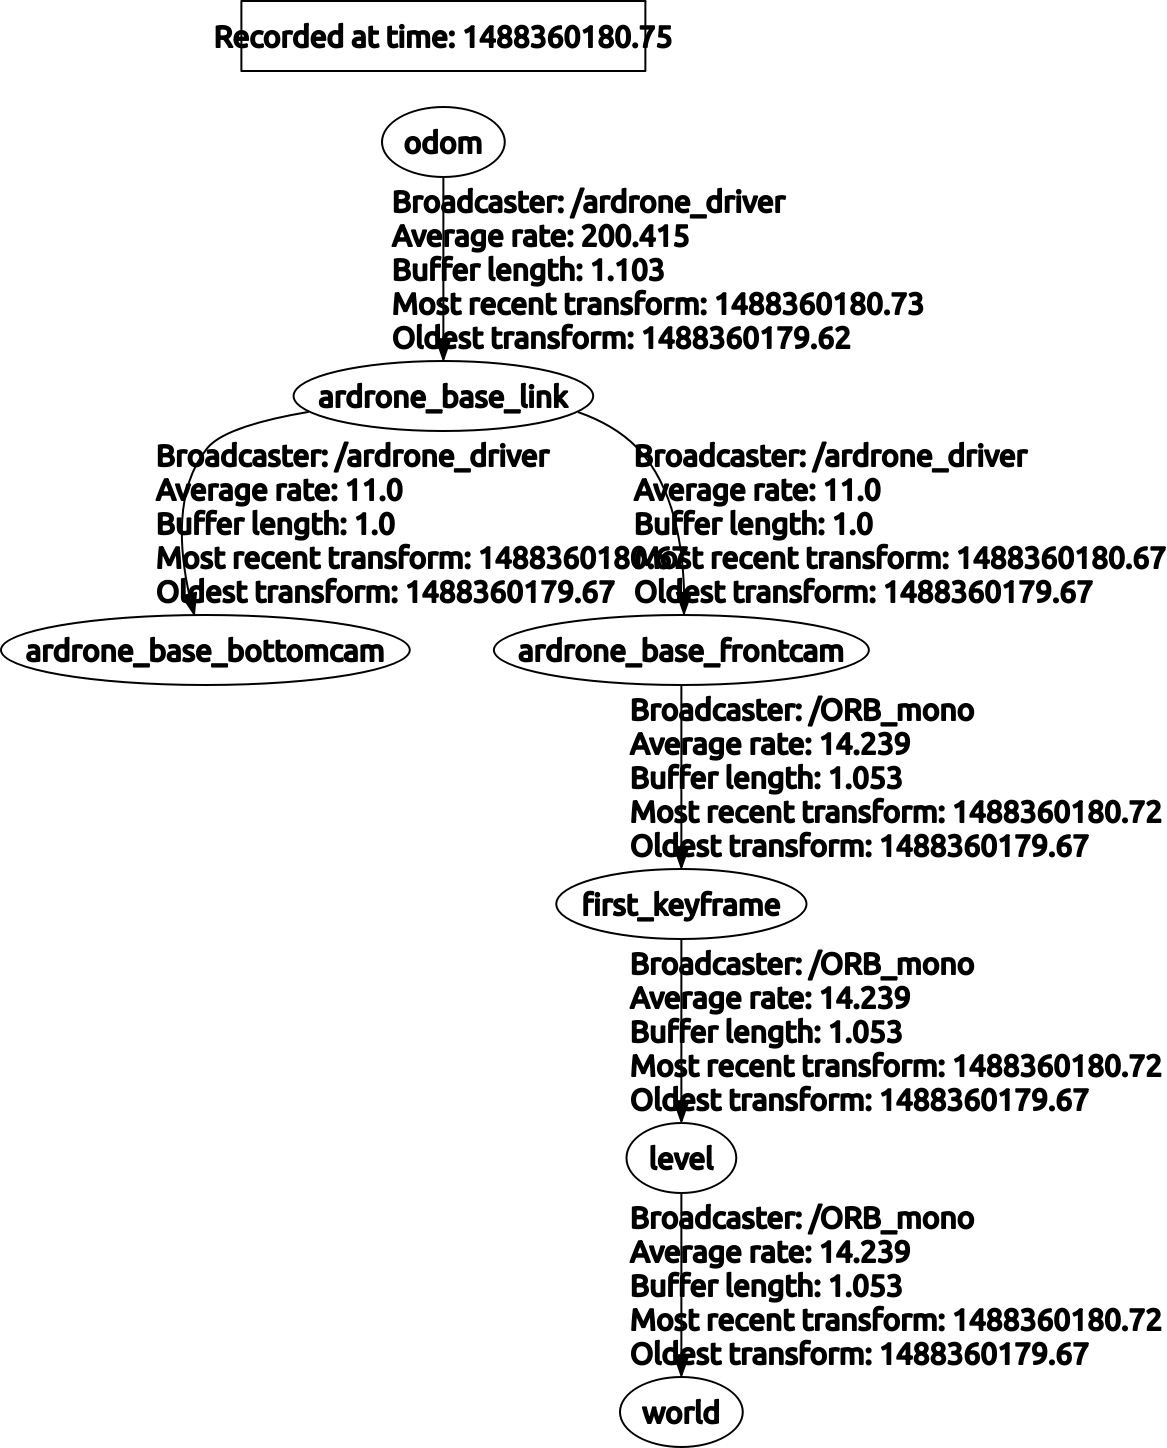 Recorded at time: 1488360180.75
odom
Broadcaster: /ardrone_driver
Average rate: 200.415
Buffer length: 1.103
Most recent transform: 1488360180.73
Oldest transform: 1488360179.62
ardrone_base_link
Broadcaster: /ardrone_driver
Average rate: 11.0
Buffer length: 1.0
Most recent transform: 1488360180.67
Oldest transform: 1488360179.67
Broadcaster: /ardrone_driver
Average rate: 11.0
Buffer length: 1.0
Most recent transform: 1488360180.67
Oldest transform: 1488360179.67
ardrone_base_bottomcam
ardrone_base_frontcam
Broadcaster: /ORB_mono
Average rate: 14.239
Buffer length: 1.053
Most recent transform: 1488360180.72
Oldest transform: 1488360179.67
first_keyframe
Broadcaster: /ORB_mono
Average rate: 14.239
Buffer length: 1.053
Most recent transform: 1488360180.72
Oldest transform: 1488360179.67
level
Broadcaster: /ORB_mono
Average rate: 14.239
Buffer length: 1.053
Most recent transform: 1488360180.72
Oldest transform: 1488360179.67
world